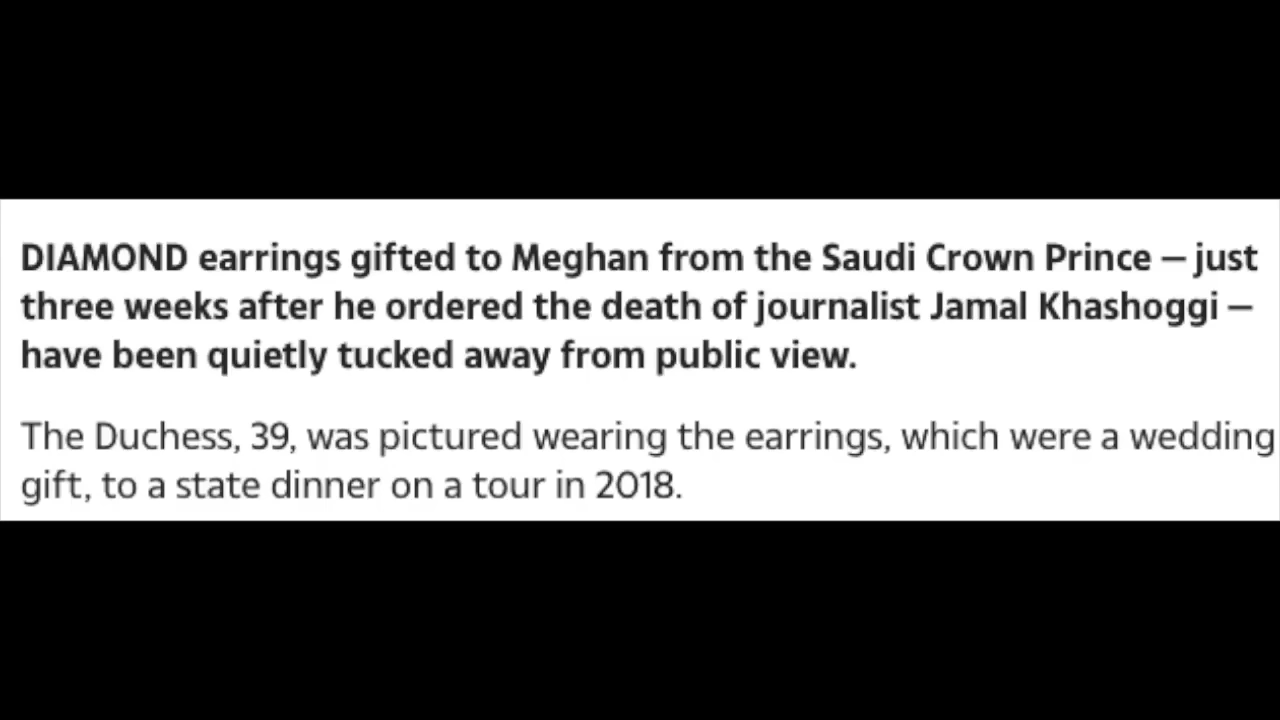 DIAMOND earrings gifted to Meghan from the Saudi Crown Prince – just
three weeks after he ordered the death of journalist Jamal Khashoggi –
have been quietly tucked away from public view.
The Duchess, 39, was pictured wearing the earrings, which were a wedding
gift, to a state dinner on a tour in 2018.